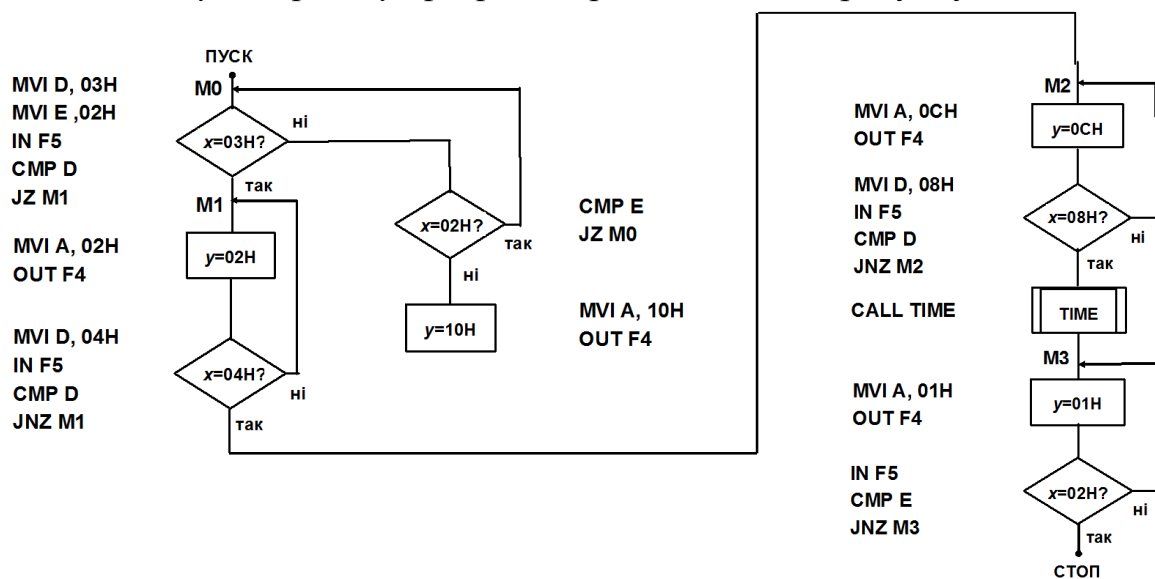 ПУСК
MVI D, 03H
MVI E ,02H
IN F5
CMP D
JZ M1
M0
x=03H?
ні
так
M1
MVI A, 02H
OUT F4
y=02H
MVI D, 04H
IN F5
CMP D
JNZ M1
x=04H?
ні
так
x=02H?
так
ні
CMP E
JZ M0
y=10H
MVI A, 10H
OUT F4
M2
MVI A, 0CH
OUT F4
y=0CH
MVI D, 08H
IN F5
CMP D
JNZ M2
x=08H?
ні
так
CALL TIME
TIME
M3
MVI A, 01H
OUT F4
y=01H
IN F5
CMP E
JNZ M3
x=02H?
ні
так
СТОП